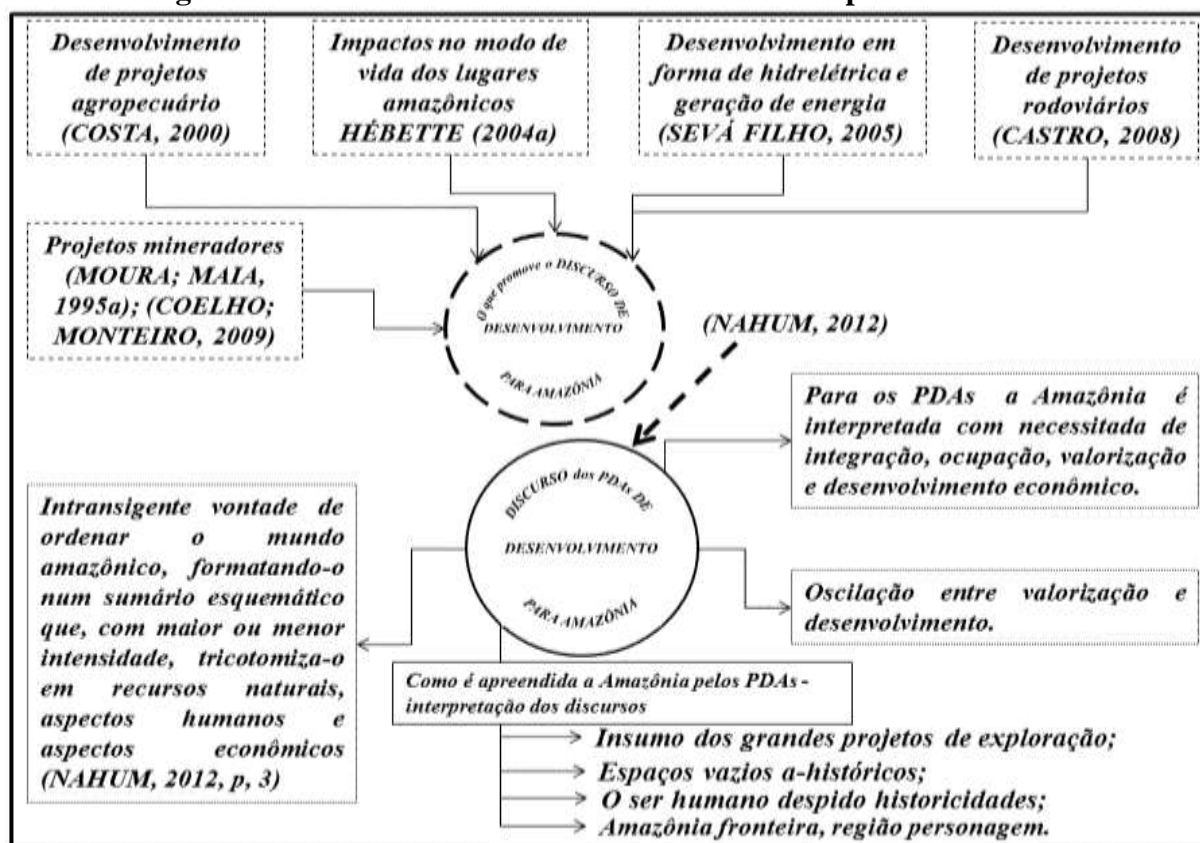 Desenvolvimento
de projetos
agropecuário
(COSTA, 2000)
Impactos no modo de
vida dos lugares
amazônicos
HÉBETTE (2004a)
Desenvolvimento em
forma de hidrelétrica e
geração de energia
(SEVÁ FILHO, 2005)
Desenvolvimento
de projetos
rodoviários
(CASTRO, 2008)
Projetos mineradores
(MOURA; MAIA,
1995a); (COELHO;
MONTEIRO, 2009)
O que promove o DISCURSO DE
DESENVOLVIMENTO
PARA AMAZÔNIA
(NAHUM, 2012)
Para os PDAs a Amazônia é
interpretada com necessitada de
integração, ocupação, valorização
e desenvolvimento econômico.
DISCURSO dos PDAs DE
DESENVOLVIMENTO
PARA AMAZÔNIA
Intransigente vontade de
ordenar o mundo
amazônico, formatando-o
num sumário esquemático
que, com maior ou menor
intensidade, tricotomiza-o
em recursos naturais,
aspectos humanos e
aspectos econômicos
(NAHUM, 2012, p, 3)
Oscilação entre valorização e
desenvolvimento.
Como é apreendida a Amazônia pelos PDAs -
interpretação dos discursos
Insumo dos grandes projetos de exploração;
Espaços vazios a-históricos;
O ser humano despido historicidades;
Amazônia fronteira, região personagem.